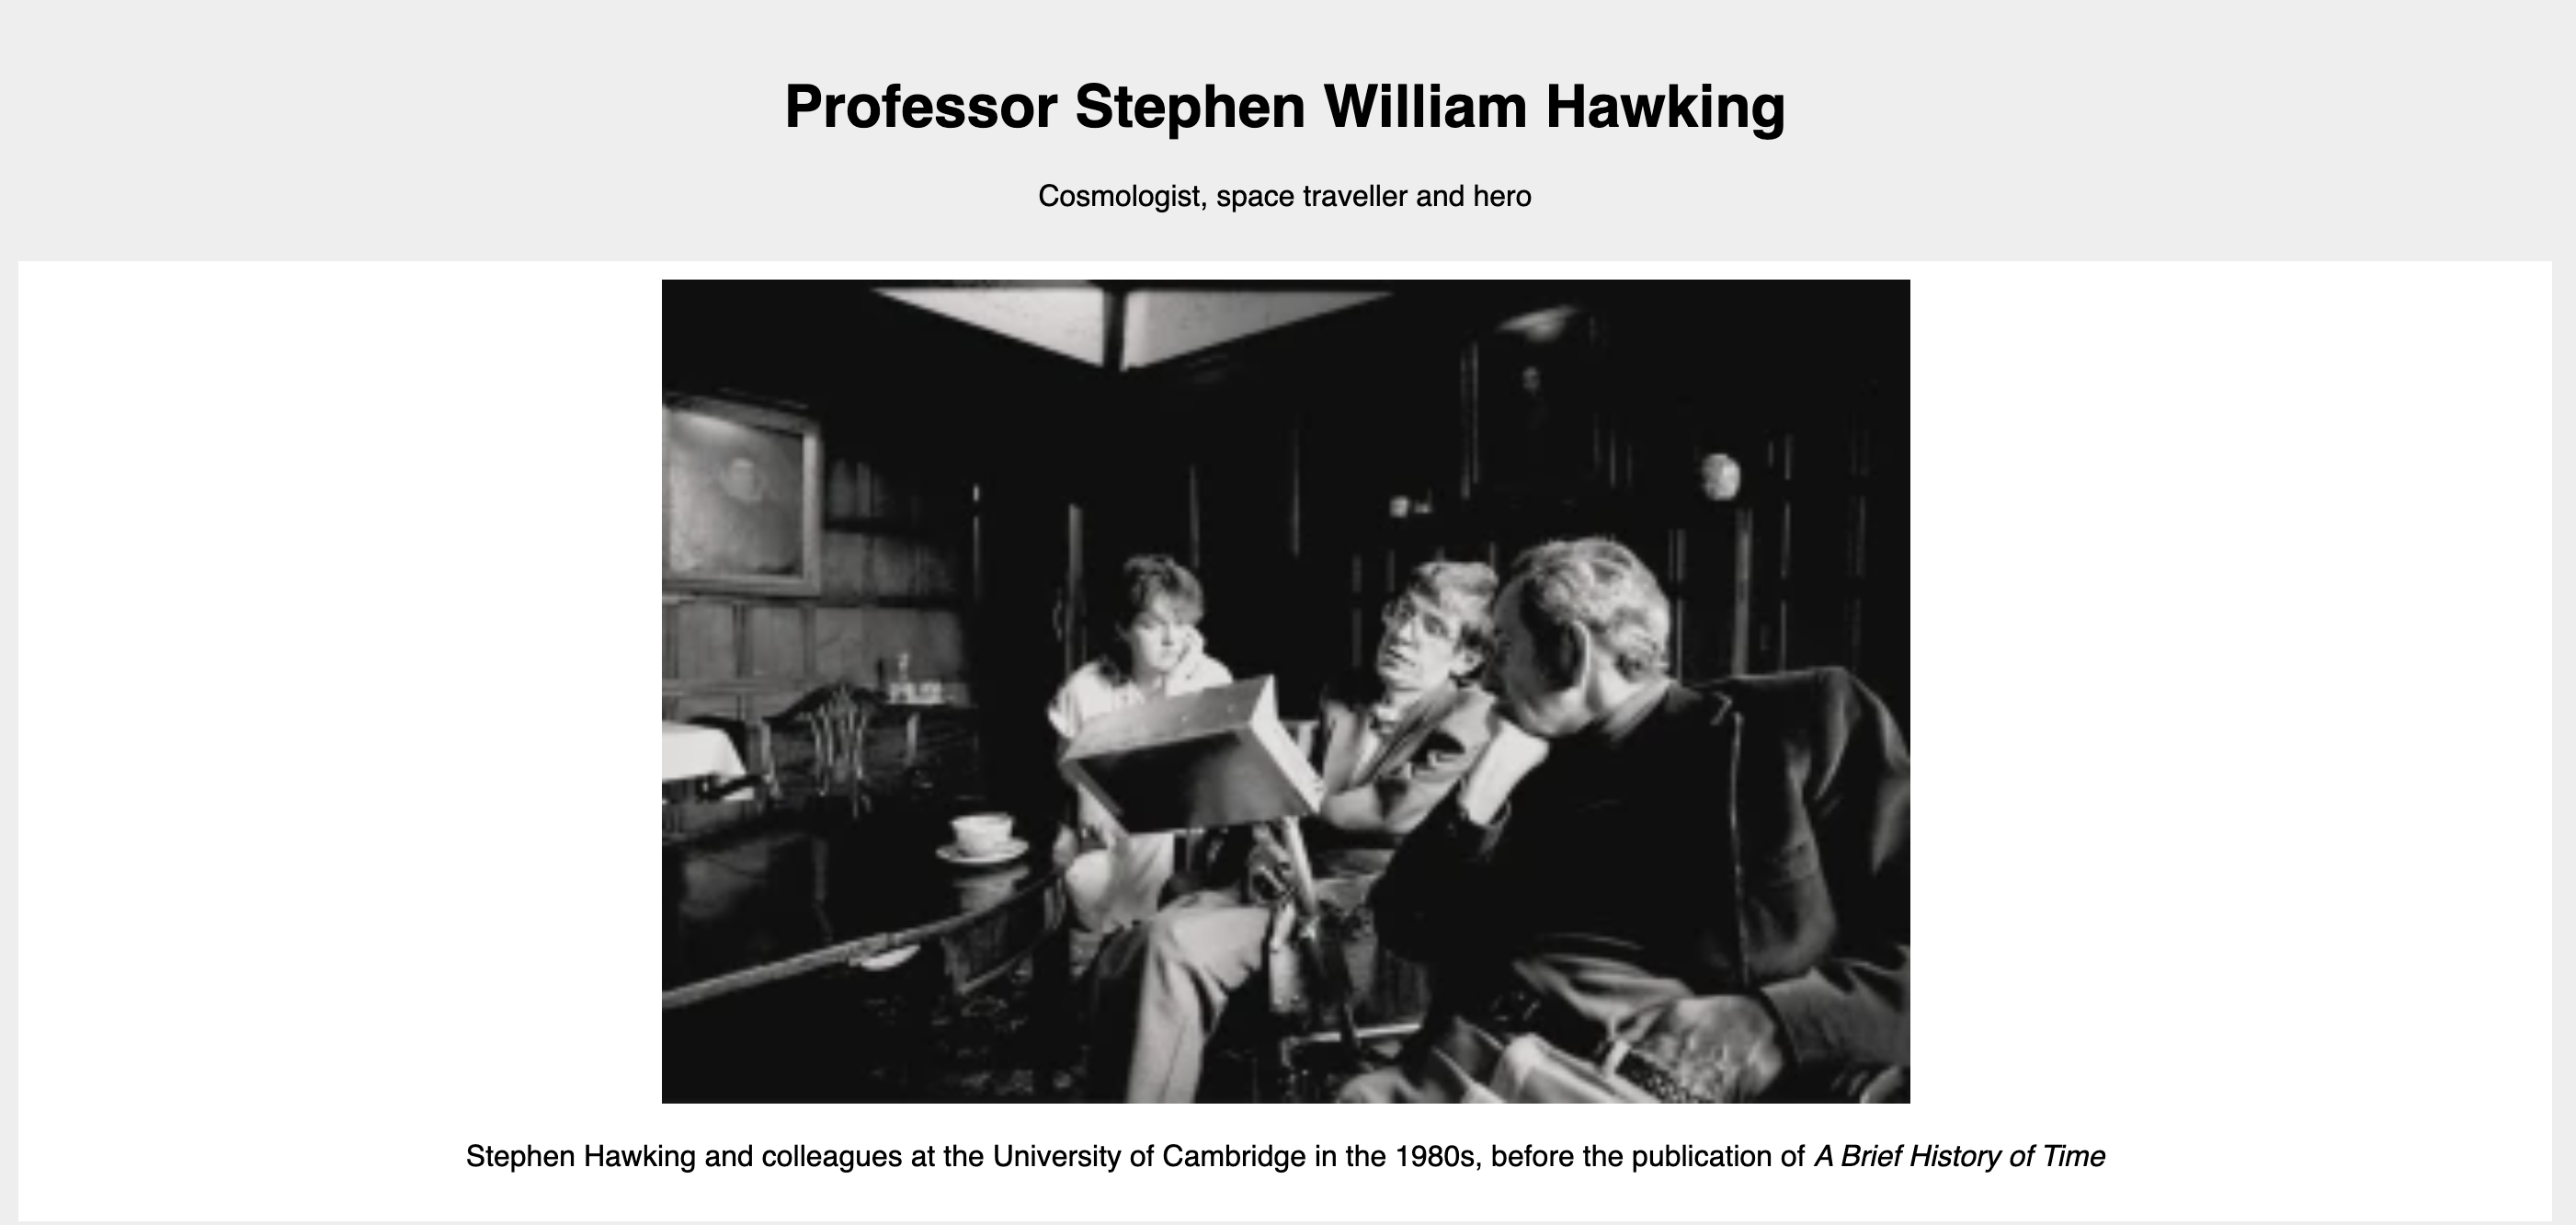 Professor Stephen William Hawking
Cosmologist, space traveller and hero
Stephen Hawking and colleagues at the University of Cambridge in the 1980s, before the publication of A Brief History of Time